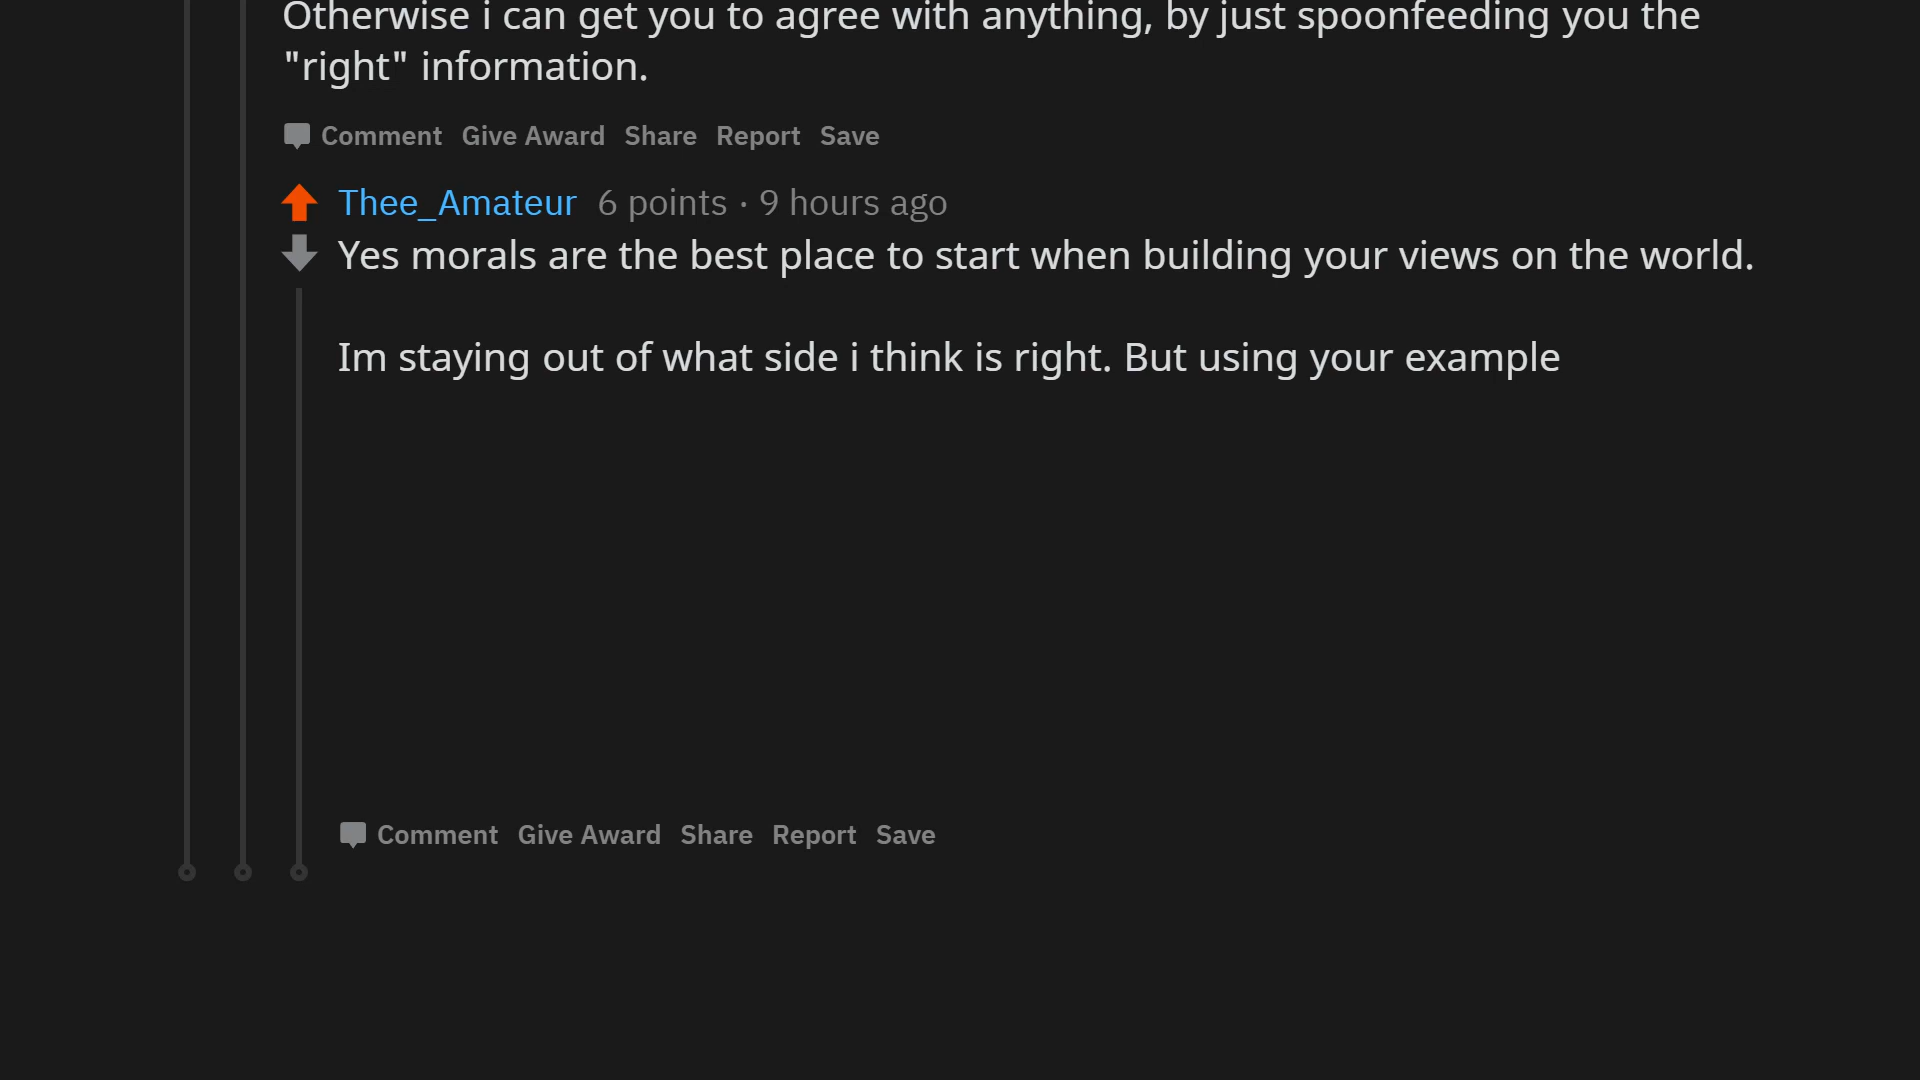 Otherwise i can get you to agree with anything, by just spoonfeeding you the
"right" information.
Comment Give Award Share Report Save
Thee_Amateur 6 points · 9 hours ago
Yes morals are the best place to start when building your views on the world.
Im staying out of what side i think is right. But using your example
Comment Give Award Share Report Save